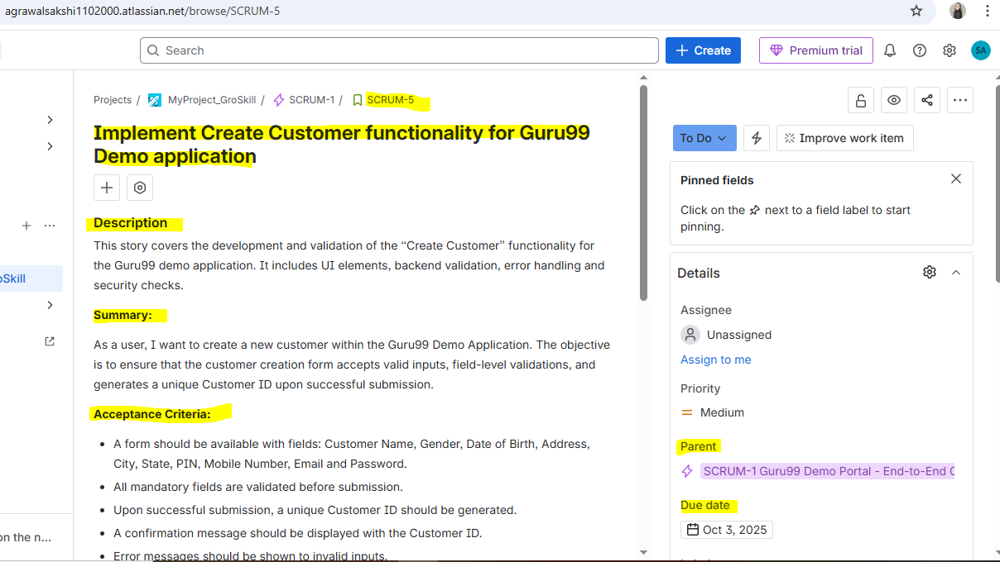 agrawalsakshi1102000.atlassian.net/browse/SCRUM-5
Search
Create
Premium trial
SA
Projects / MyProject_GroSkill / SCRUM-1 / SCRUM-5
Implement Create Customer functionality for Guru99
Demo application
Description
This story covers the development and validation of the “Create Customer” functionality for
the Guru99 demo application. It includes UI elements, backend validation, error handling and
security checks.
Summary:
As a user, I want to create a new customer within the Guru99 Demo Application. The objective
is to ensure that the customer creation form accepts valid inputs, field-level validations, and
generates a unique Customer ID upon successful submission.
Acceptance Criteria:
• A form should be available with fields: Customer Name, Gender, Date of Birth, Address,
City, State, PIN, Mobile Number, Email and Password.
• All mandatory fields are validated before submission.
• Upon successful submission, a unique Customer ID should be generated.
• A confirmation message should be displayed with the Customer ID.
• Error messages should be shown to invalid inputs.
oSkill
on the n...
To Do
Improve work item
Pinned fields
Click on the next to a field label to start
pinning.
Details
Assignee
Unassigned
Assign to me
Priority
Medium
Parent
SCRUM-1 Guru99 Demo Portal - End-to-End
Due date
Oct 3, 2025